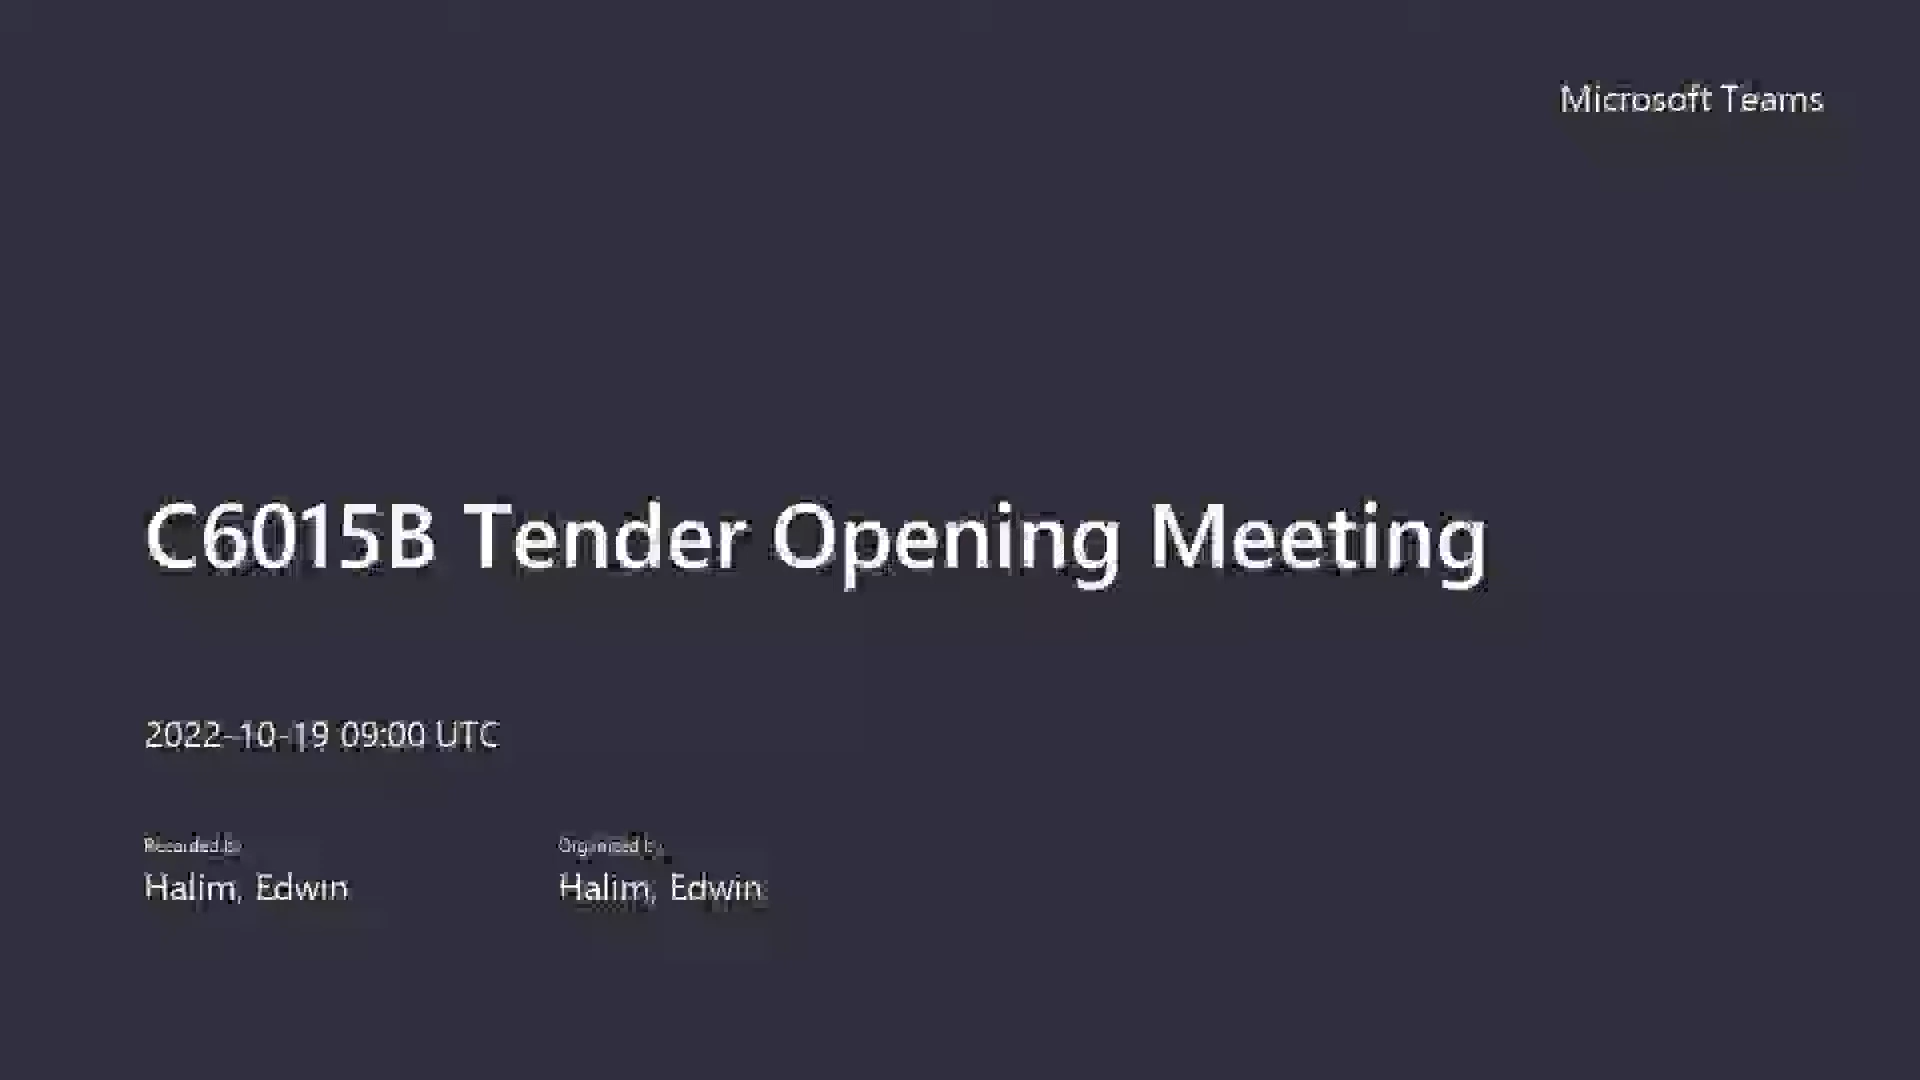 Microsoft Teams
C6015B Tender Opening Meeting
2022-10-19 09:00 UTC
Recorded by
Organized by
Halim, Edwin
Halim, Edwin